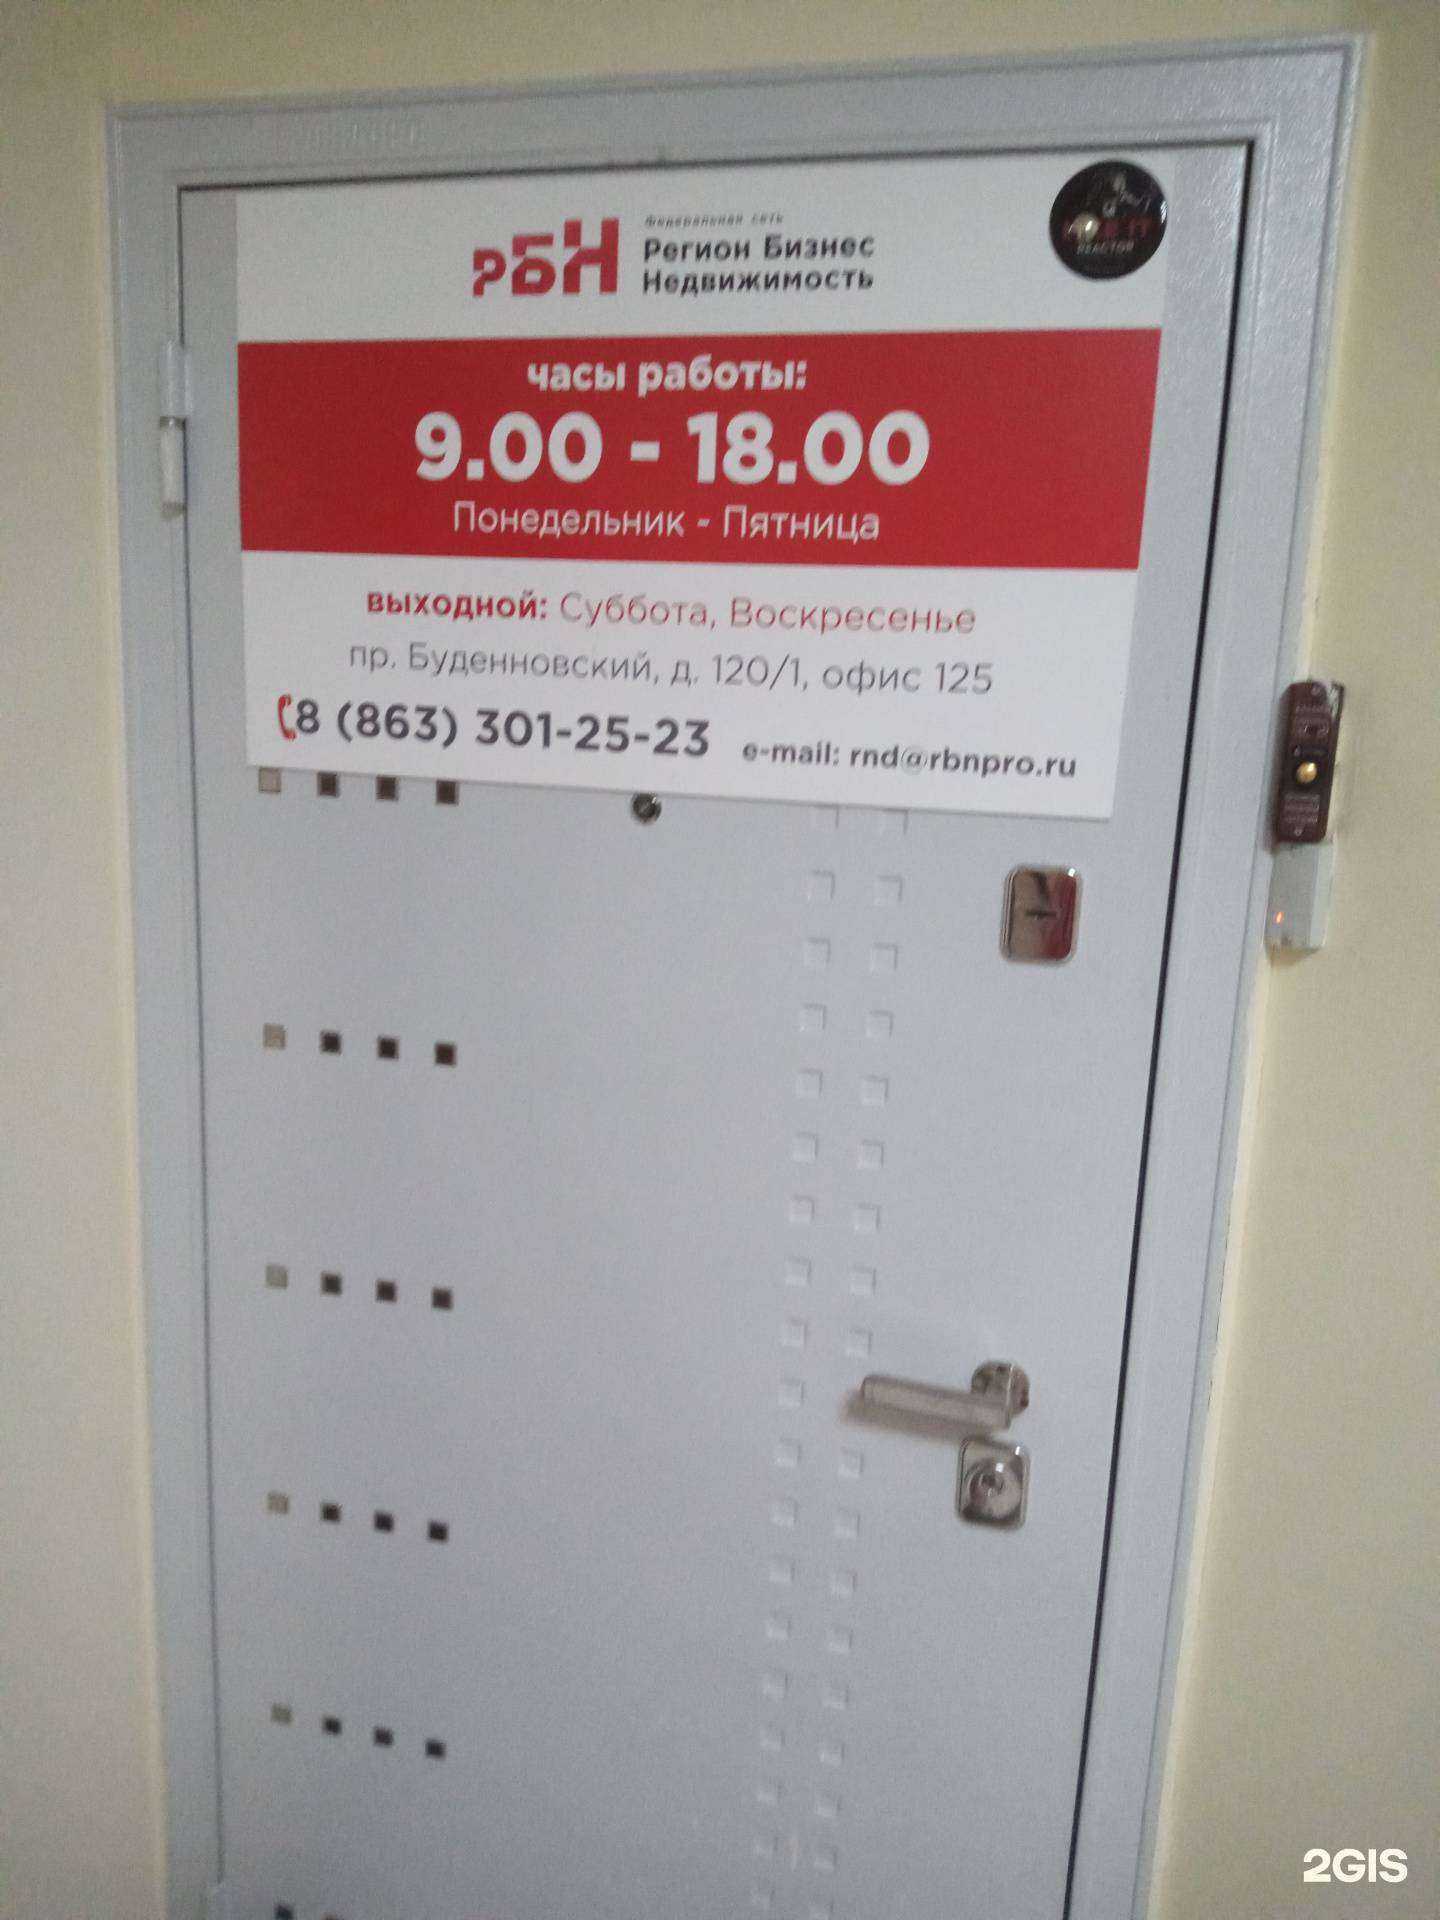 рбн
федеральная сеть
Регион Бизнес
Недвижимость
часы работы:
9.00 - 18.00
Понедельник - Пятница
выходной: Суббота, Воскресенье
пр. Буденновский, д. 120/1, офис 125
8 (863) 301-25-23
e-mail: rnd@rbnpro.ru
REACTOR
2GIS